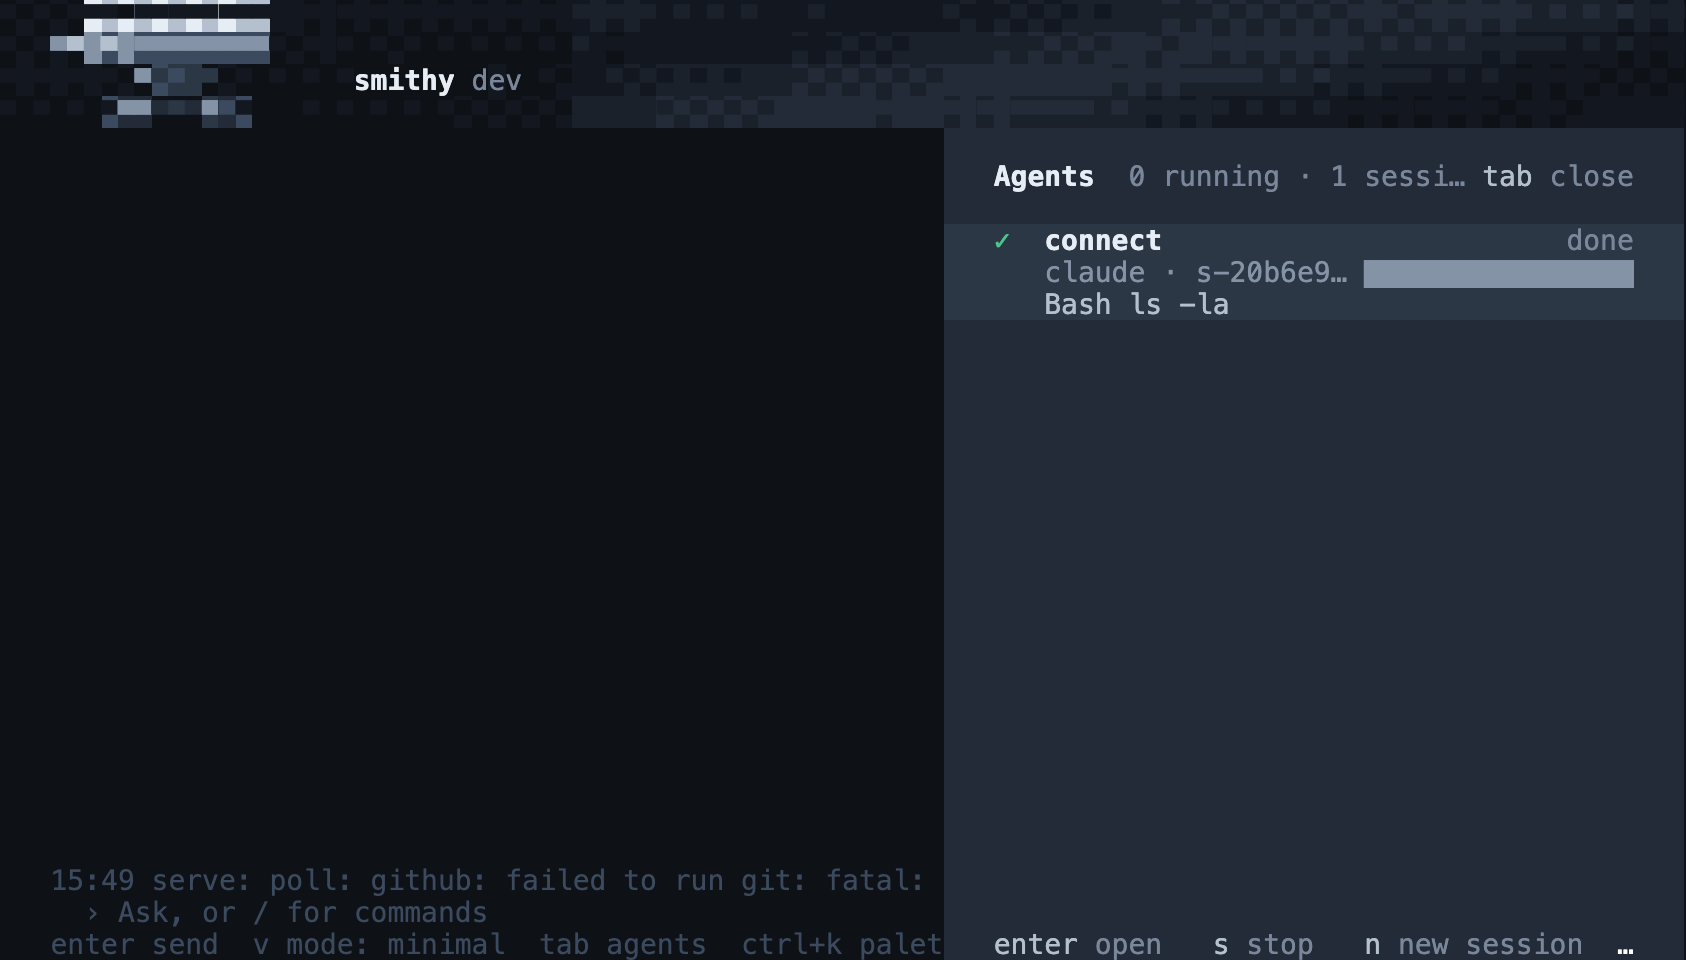 smithy dev
Agents 0 running · 1 sessi… tab close
✓ connect done
claude · s-20b6e9…
Bash ls -la
15:49 serve: poll: github: failed to run git: fatal:
› Ask, or / for commands
enter send v mode: minimal tab agents ctrl+k palet
enter open s stop n new session …